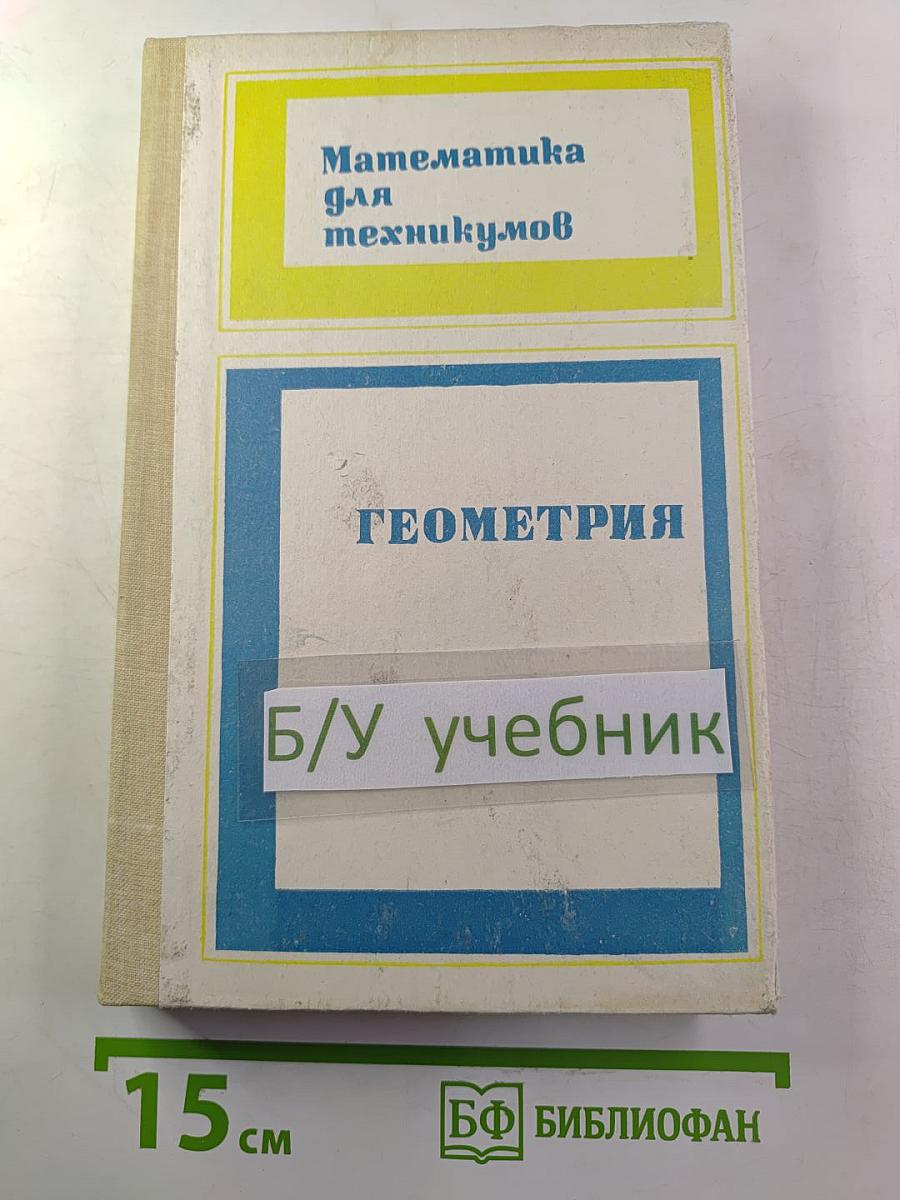 Математика
для
техникумов
ГЕОМЕТРИЯ
Б/У учебник
15 см
БФ БИБЛИОФАН